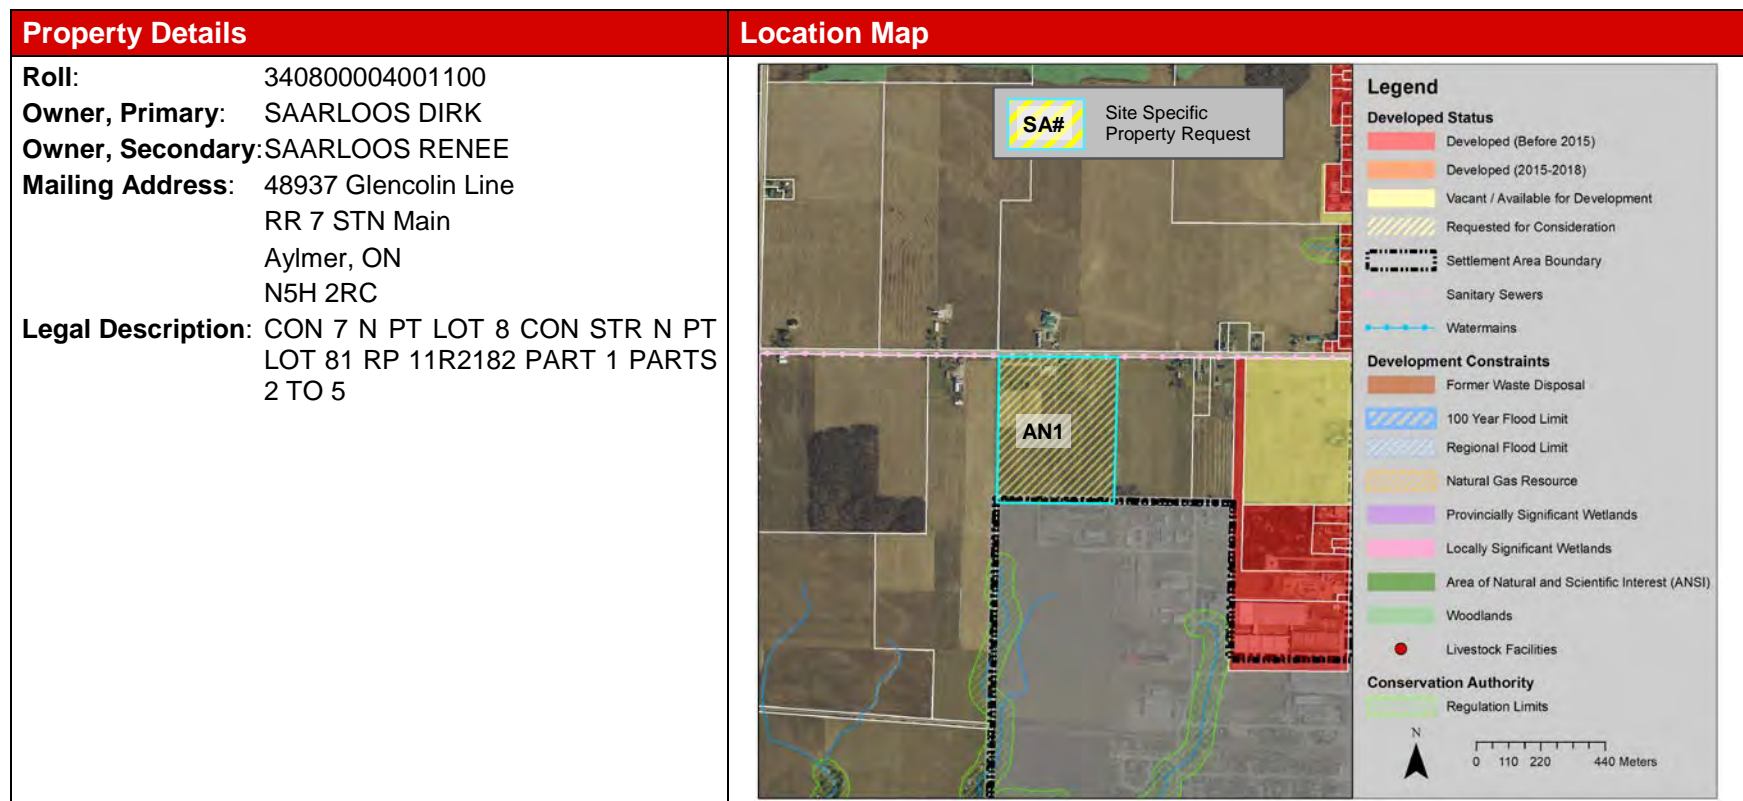 Property Details
Roll: 340800004001100
Owner, Primary: SAARLOOS DIRK
Owner, Secondary: SAARLOOS RENEE
Mailing Address: 48937 Glencolin Line
RR 7 STN Main
Aylmer, ON
N5H 2RC
Legal Description: CON 7 N PT LOT 8 CON STR N PT
LOT 81 RP 11R2182 PART 1 PARTS
2 TO 5
Location Map
SA#
Site Specific
Property Request
AN1
Legend
Developed Status
Developed (Before 2015)
Developed (2015-2018)
Vacant / Available for Development
Requested for Consideration
Settlement Area Boundary
Sanitary Sewers
Watermains
Development Constraints
Former Waste Disposal
100 Year Flood Limit
Regional Flood Limit
Natural Gas Resource
Provincially Significant Wetlands
Locally Significant Wetlands
Area of Natural and Scientific Interest (ANSI)
Woodlands
Livestock Facilities
Conservation Authority
Regulation Limits
N
0 110 220 440 Meters